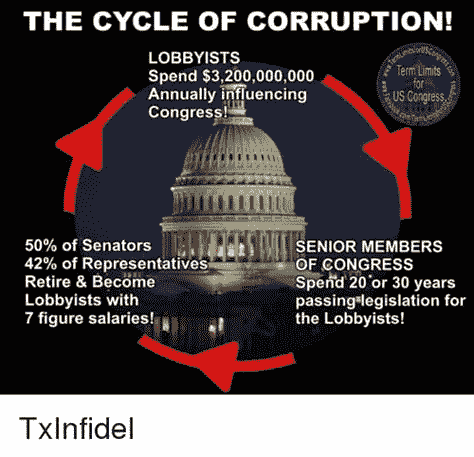 THE CYCLE OF CORRUPTION!
LOBBYISTS
Spend $3,200,000,000
Annually influencing
Congress!
Term Limits
for
US Congress
50% of Senators
42% of Representatives
Retire & Become
Lobbyists with
7 figure salaries!
SENIOR MEMBERS
OF CONGRESS
Spend 20 or 30 years
passing legislation for
the Lobbyists!
TxInfidel